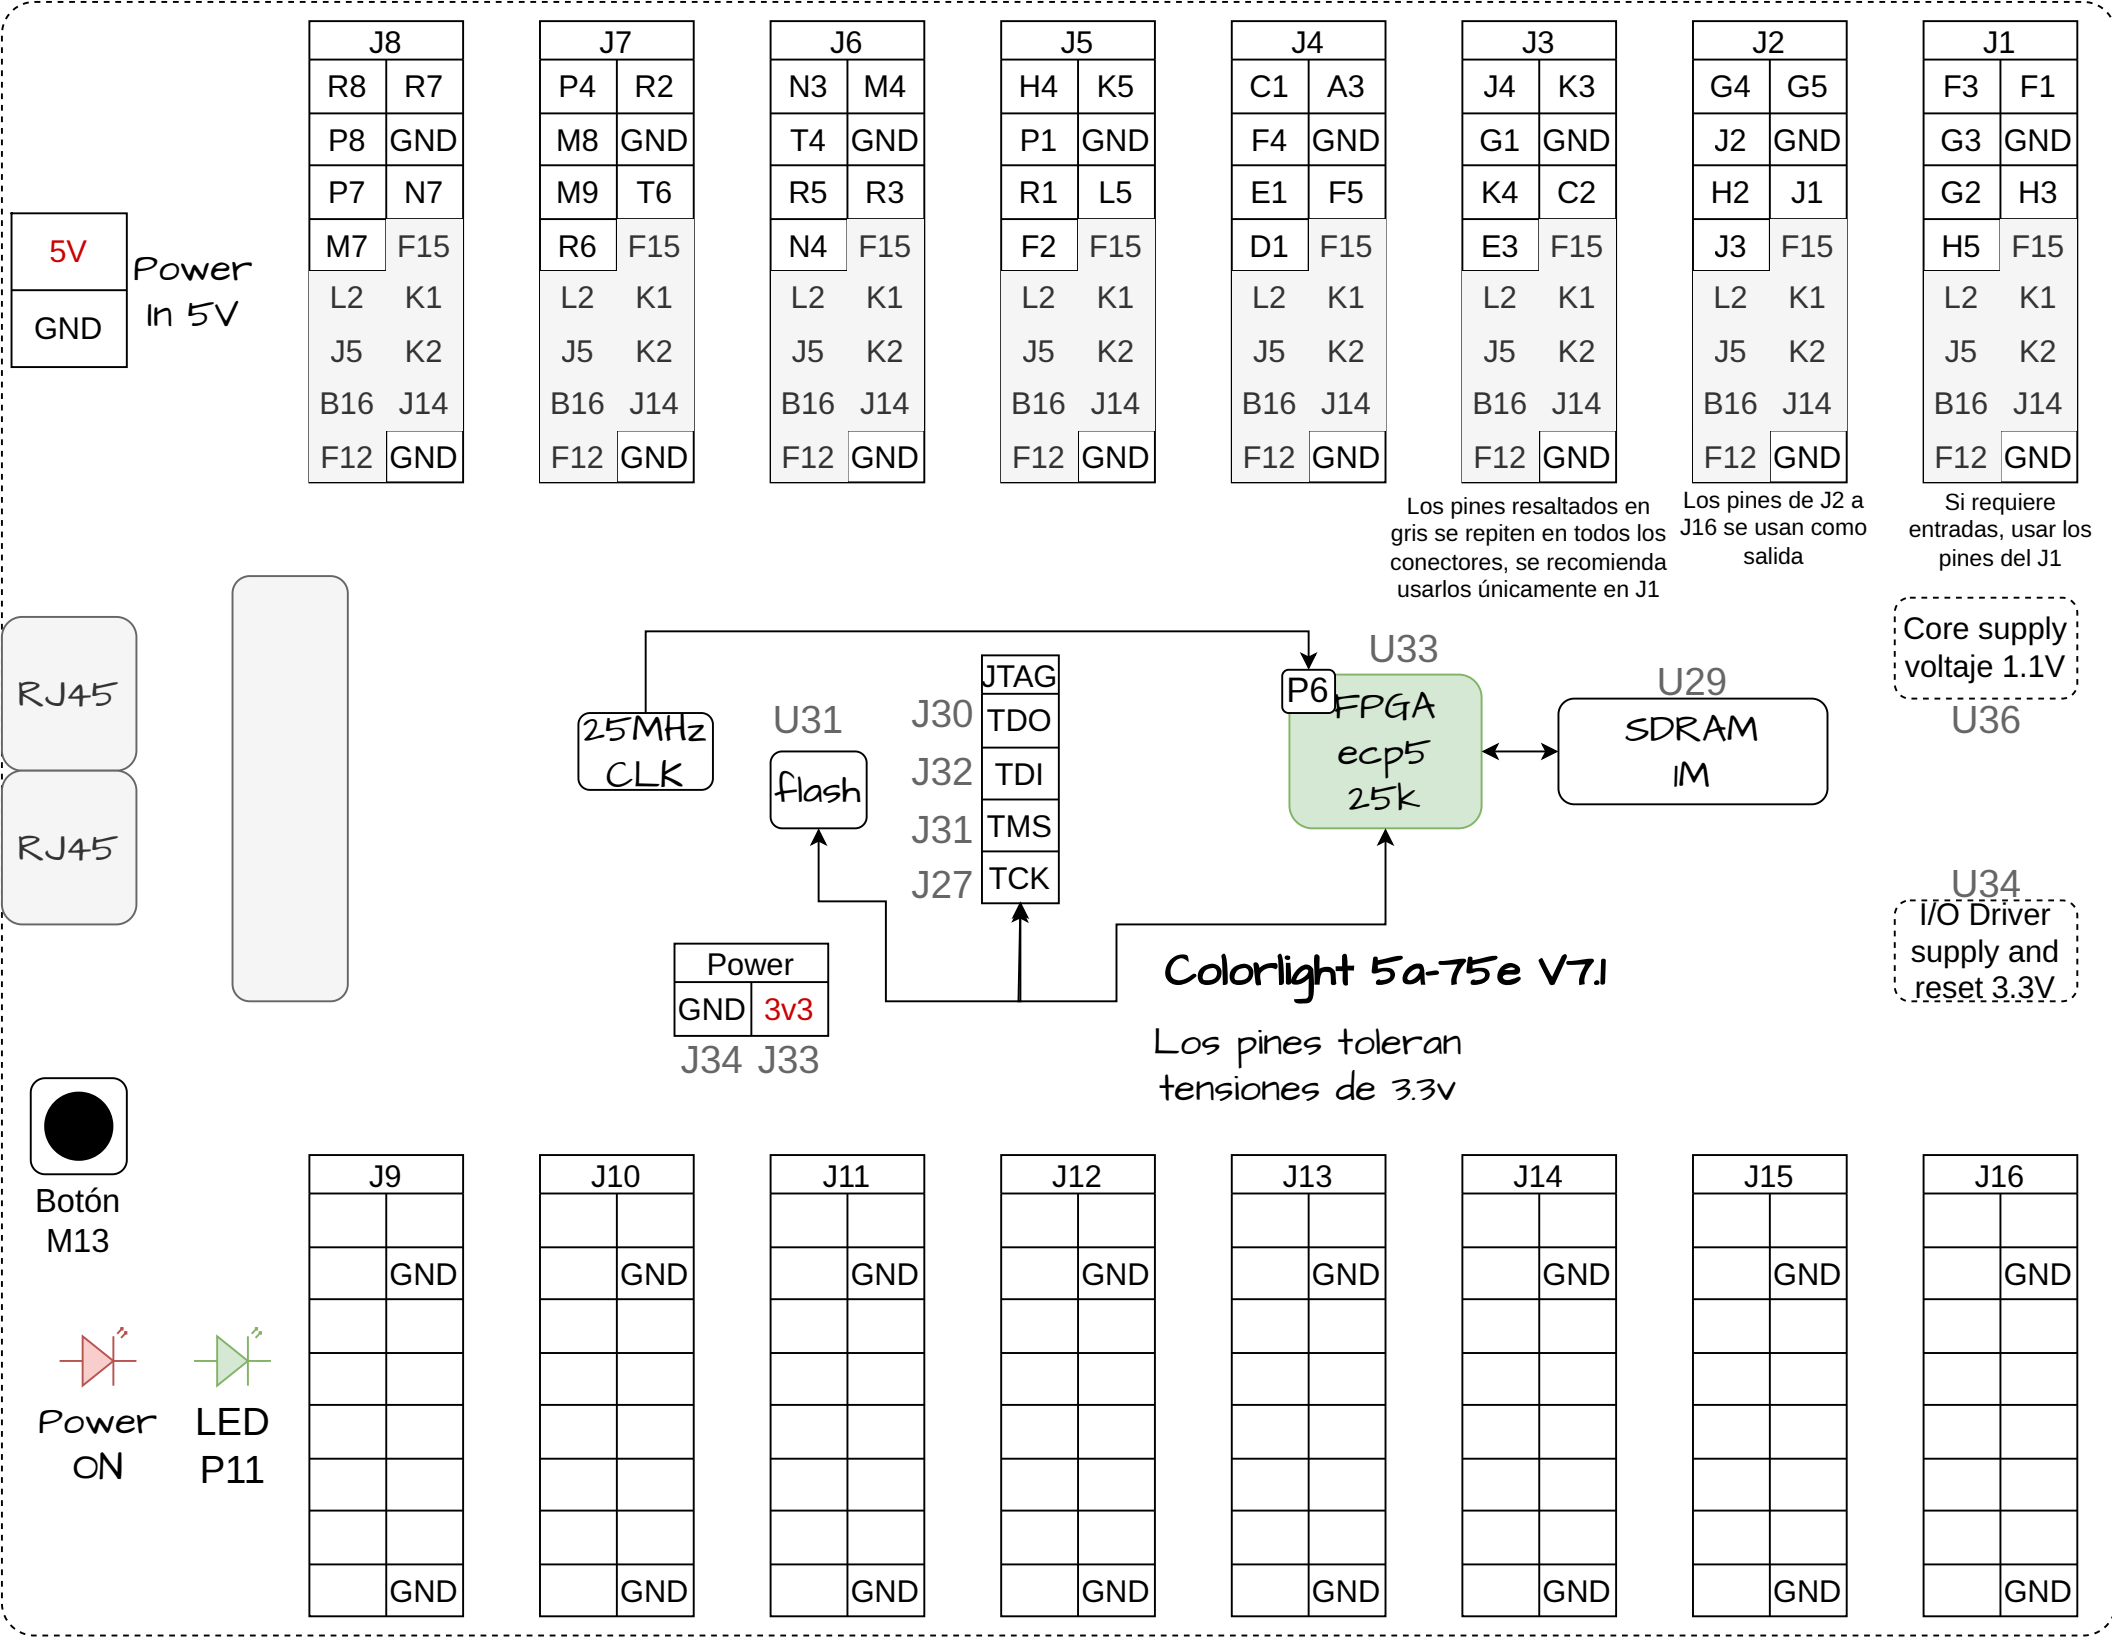 J8 J7 J6 J5 J4 J3 J2 J1
R8 R7 P4 R2 N3 M4 H4 K5 C1 A3 J4 K3 G4 G5 F3 F1
P8 GND M8 GND T4 GND P1 GND F4 GND G1 GND J2 GND G3 GND
P7 N7 M9 T6 R5 R3 R1 L5 E1 F5 K4 C2 H2 J1 G2 H3
M7 F15 R6 F15 N4 F15 F2 F15 D1 F15 E3 F15 J3 F15 H5 F15
L2 K1 L2 K1 L2 K1 L2 K1 L2 K1 L2 K1 L2 K1 L2 K1
J5 K2 J5 K2 J5 K2 J5 K2 J5 K2 J5 K2 J5 K2 J5 K2
B16 J14 B16 J14 B16 J14 B16 J14 B16 J14 B16 J14 B16 J14 B16 J14
F12 GND F12 GND F12 GND F12 GND F12 GND F12 GND F12 GND F12 GND
5V
GND
Power
In 5V
Los pines resaltados en
gris se repiten en todos los
conectores, se recomienda
usarlos únicamente en J1
Los pines de J2 a
J16 se usan como
salida
Si requiere
entradas, usar los
pines del J1
RJ45
RJ45
25MHz
CLK
U31
flash
JTAG
J30 TDO
J32 TDI
J31 TMS
J27 TCK
U33
P6
FPGA
ecp5
25k
U29
SDRAM
1M
Core supply
voltaje 1.1V
U36
U34
I/O Driver
supply and
reset 3.3V
Power
GND 3v3
J34 J33
Colorlight 5a-75e V7.1
Los pines toleran
tensiones de 3.3v
Botón
M13
Power
ON
LED
P11
J9 J10 J11 J12 J13 J14 J15 J16
GND GND GND GND GND GND GND GND
GND GND GND GND GND GND GND GND